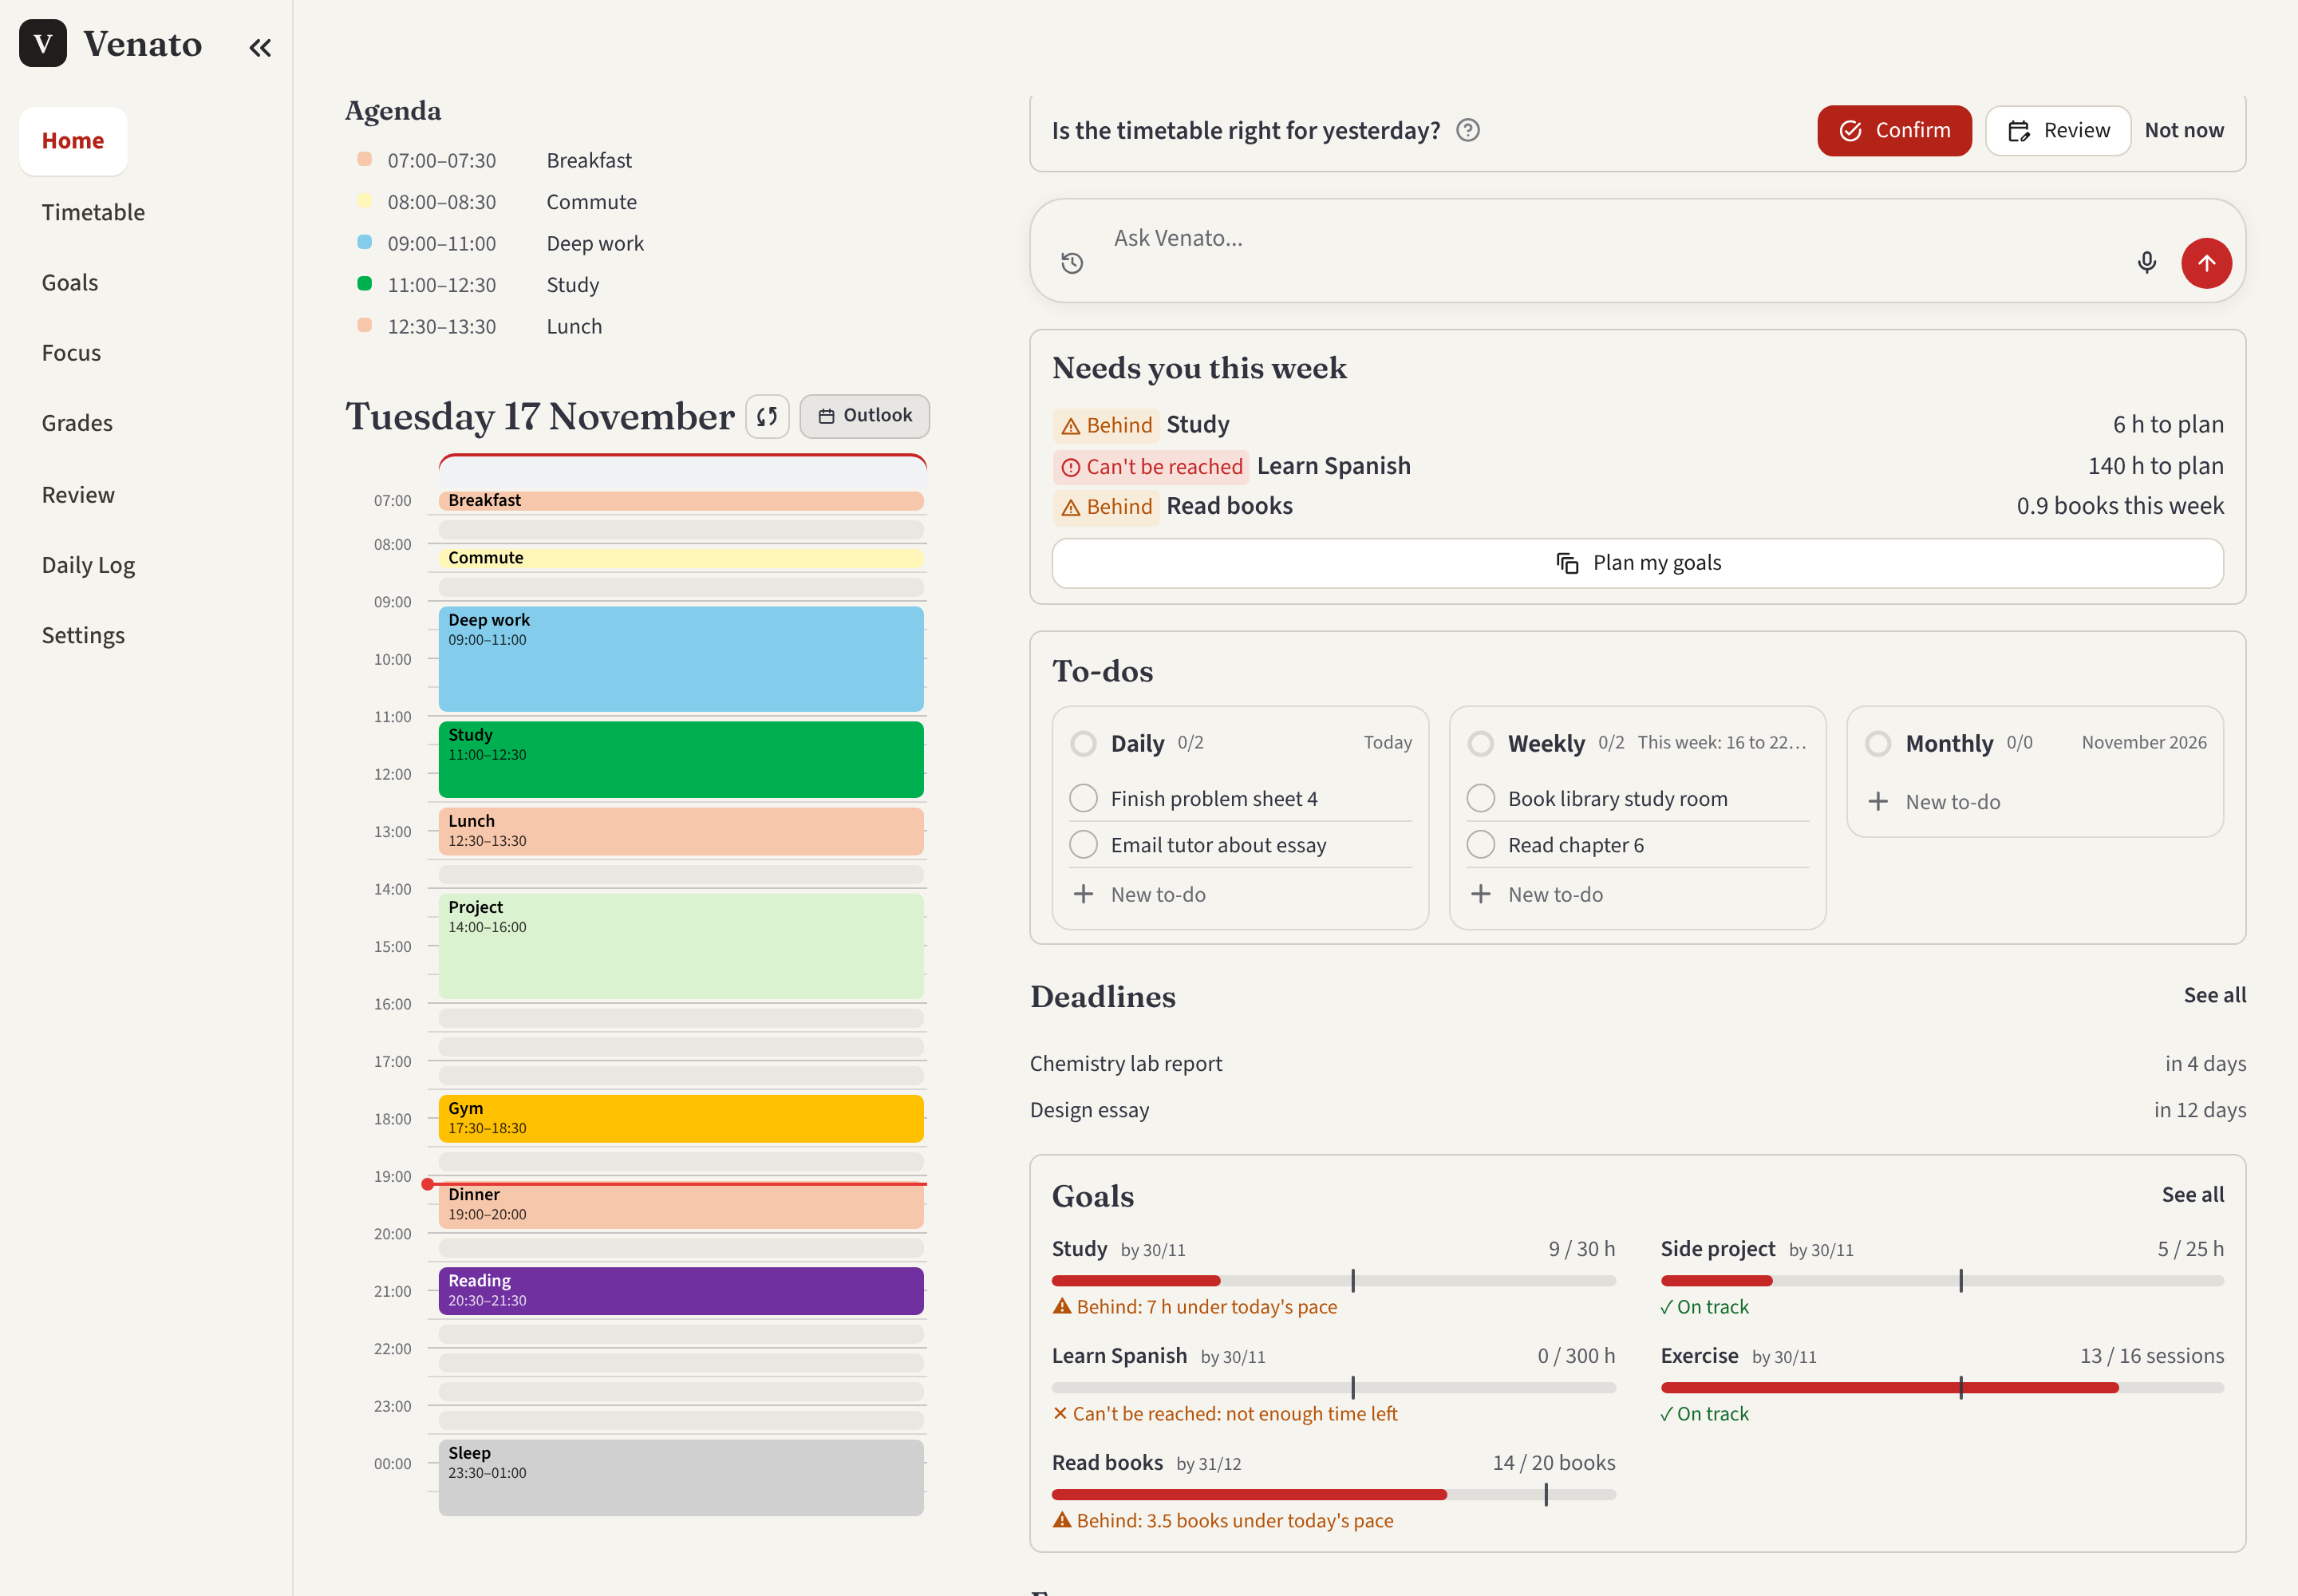 V Venato
Home
Timetable
Goals
Focus
Grades
Review
Daily Log
Settings
Agenda
07:00–07:30 Breakfast
08:00–08:30 Commute
09:00–11:00 Deep work
11:00–12:30 Study
12:30–13:30 Lunch
Tuesday 17 November Outlook
07:00 Breakfast
08:00
Commute
09:00
Deep work
09:00–11:00
10:00
11:00
Study
11:00–12:30
12:00
Lunch
13:00
12:30–13:30
14:00
Project
14:00–16:00
15:00
16:00
17:00
Gym
18:00
17:30–18:30
19:00
Dinner
19:00–20:00
20:00
Reading
21:00
20:30–21:30
22:00
23:00
Sleep
00:00
23:30–01:00
Is the timetable right for yesterday? ? Confirm Review Not now
Ask Venato...
Needs you this week
Behind Study 6 h to plan
Can't be reached Learn Spanish 140 h to plan
Behind Read books 0.9 books this week
Plan my goals
To-dos
Daily 0/2 Today
Finish problem sheet 4
Email tutor about essay
+ New to-do
Weekly 0/2 This week: 16 to 22…
Book library study room
Read chapter 6
+ New to-do
Monthly 0/0 November 2026
+ New to-do
Deadlines See all
Chemistry lab report in 4 days
Design essay in 12 days
Goals See all
Study by 30/11 9 / 30 h
Behind: 7 h under today's pace
Side project by 30/11 5 / 25 h
✓ On track
Learn Spanish by 30/11 0 / 300 h
✕ Can't be reached: not enough time left
Exercise by 30/11 13 / 16 sessions
✓ On track
Read books by 31/12 14 / 20 books
Behind: 3.5 books under today's pace